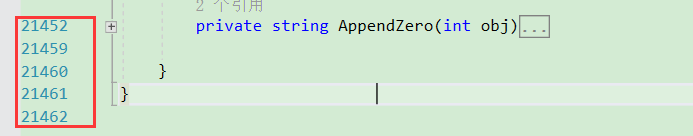 2 个引用
21452 private string AppendZero(int obj)...
21459
21460 }
21461 }
21462